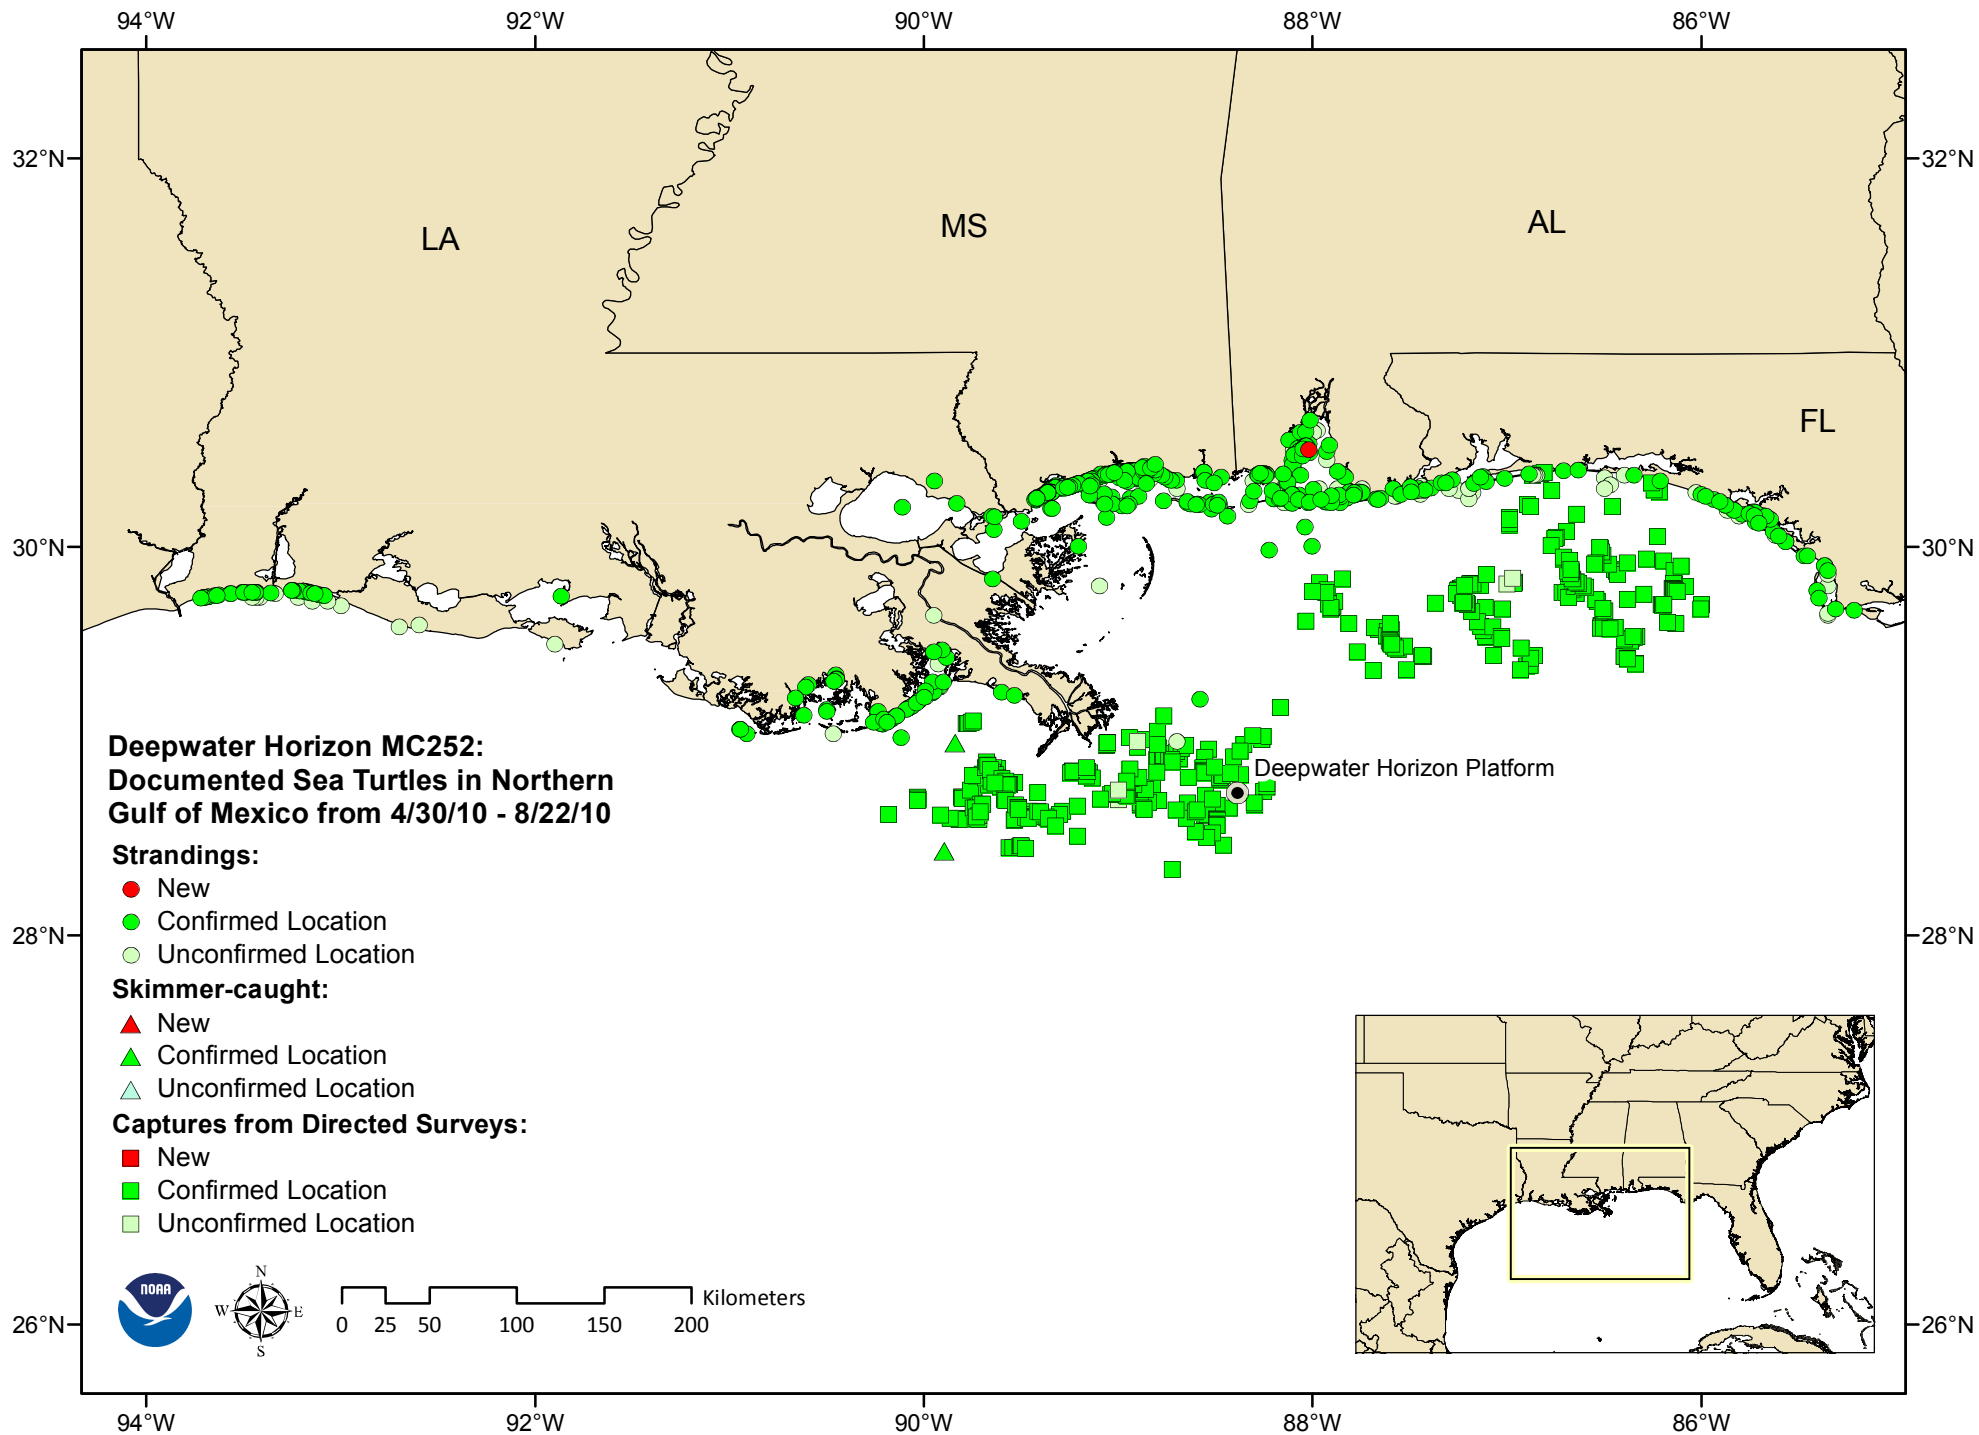 94°W 92°W 90°W 88°W 86°W
32°N 32°N
LA MS AL
FL
30°N 30°N
Deepwater Horizon Platform
Deepwater Horizon MC252:
Documented Sea Turtles in Northern
Gulf of Mexico from 4/30/10 - 8/22/10
Strandings:
New
Confirmed Location
Unconfirmed Location
28°N 28°N
Skimmer-caught:
New
Confirmed Location
Unconfirmed Location
Captures from Directed Surveys:
New
Confirmed Location
Unconfirmed Location
NOAA
N
W E
S
Kilometers
0 25 50 100 150 200
26°N 26°N
94°W 92°W 90°W 88°W 86°W